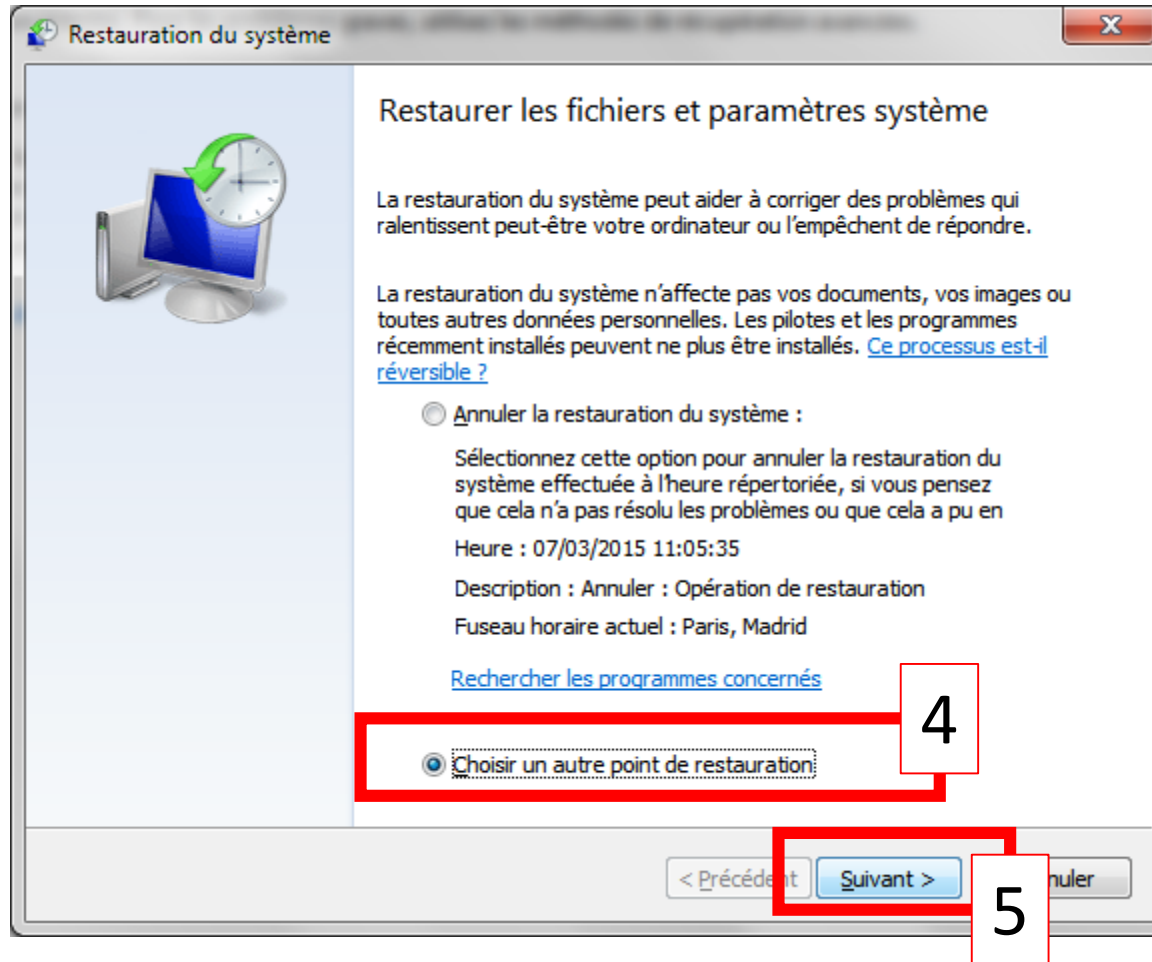 Restauration du système
Restaurer les fichiers et paramètres système
La restauration du système peut aider à corriger des problèmes qui
ralentissent peut-être votre ordinateur ou l'empêchent de répondre.
La restauration du système n'affecte pas vos documents, vos images ou
toutes autres données personnelles. Les pilotes et les programmes
récemment installés peuvent ne plus être installés. Ce processus est-il
réversible ?
Annuler la restauration du système :
Sélectionnez cette option pour annuler la restauration du
système effectuée à l'heure répertoriée, si vous pensez
que cela n'a pas résolu les problèmes ou que cela a pu en
Heure : 07/03/2015 11:05:35
Description : Annuler : Opération de restauration
Fuseau horaire actuel : Paris, Madrid
Rechercher les programmes concernés
4
Choisir un autre point de restauration
< Précédent Suivant > nuler
5